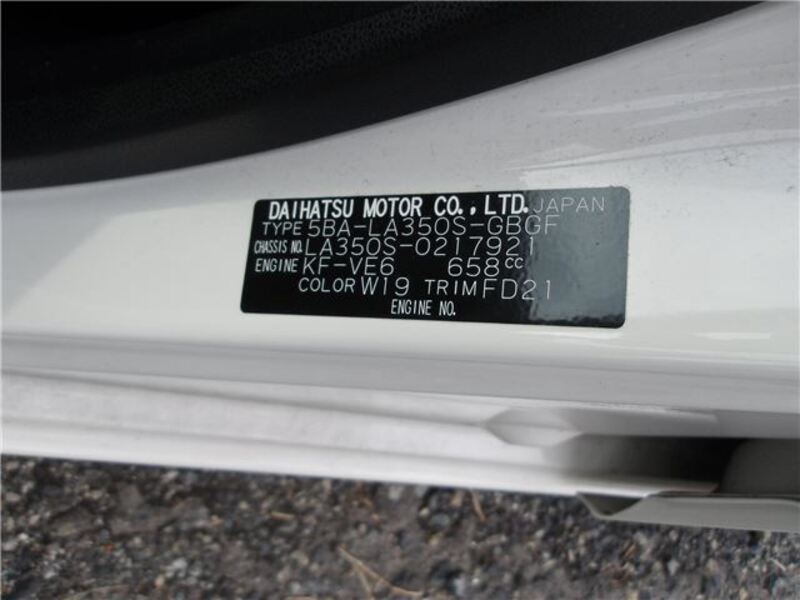 DAIHATSU MOTOR CO., LTD. JAPAN
TYPE 5BA-LA350S-GBGF
CHASSIS NO. LA350S-0217921
ENGINE KF-VE6 658cc
COLOR W19 TRIM FD21
ENGINE NO.